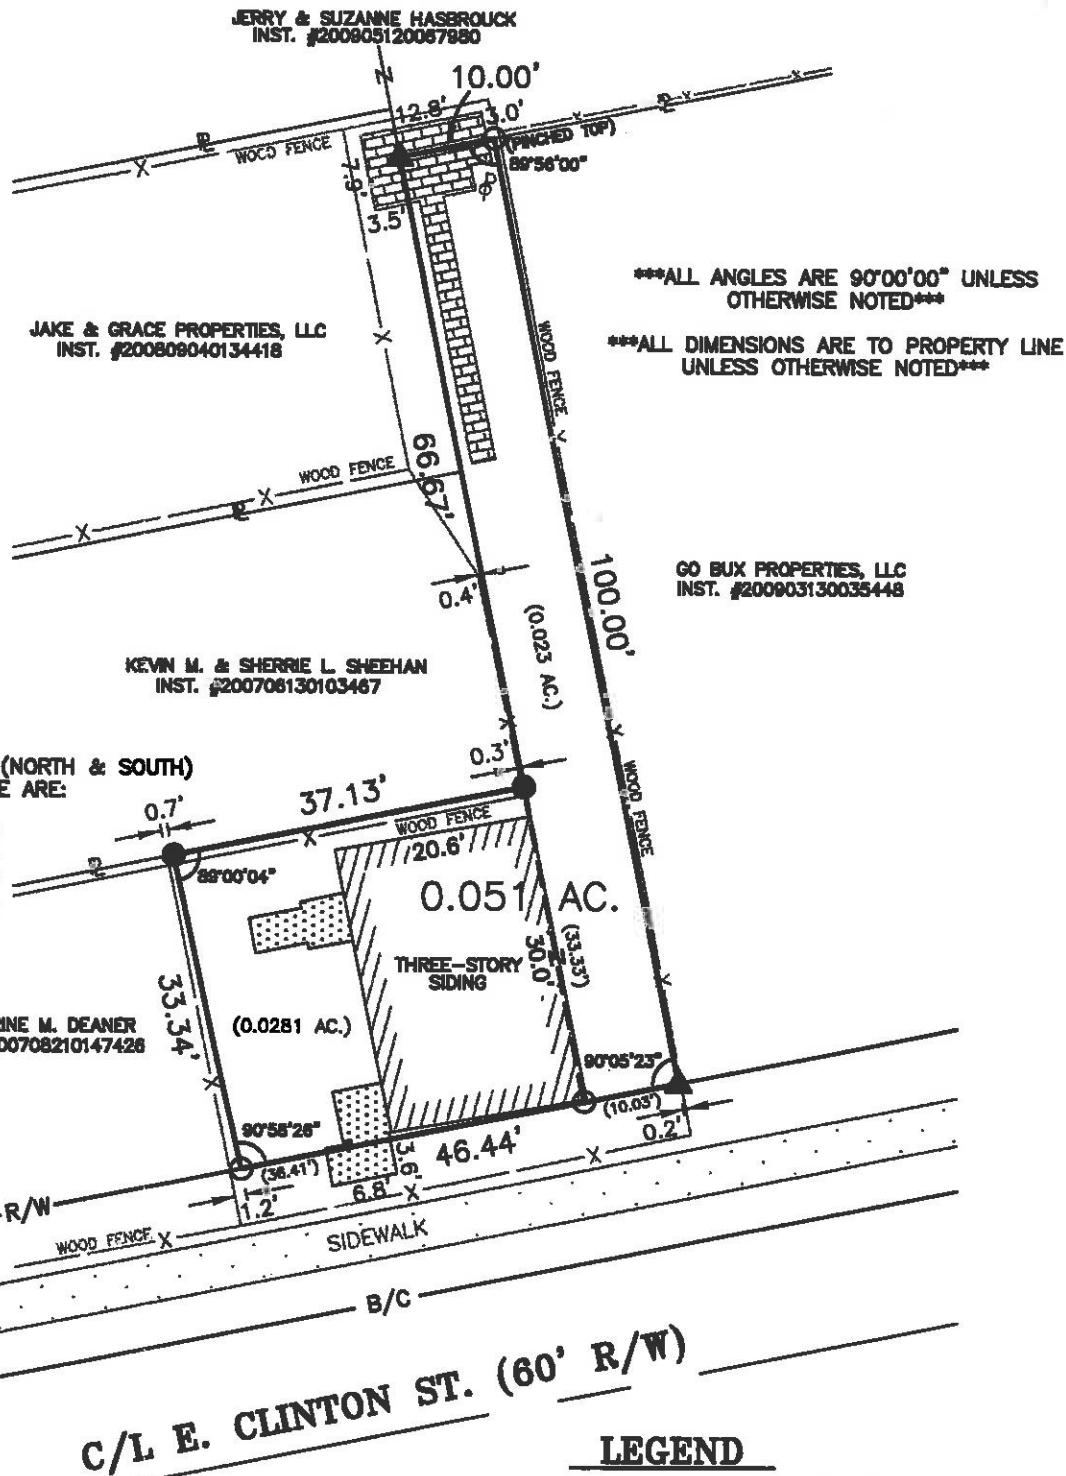 JERRY & SUZANNE HASBROUCK
INST. #200905120067980
10.00'
12.8'
3.0'
(PINCHED TOP)
89°56'00"
WOOD FENCE
7.9'
3.5'
***ALL ANGLES ARE 90°00'00" UNLESS
OTHERWISE NOTED***
***ALL DIMENSIONS ARE TO PROPERTY LINE
UNLESS OTHERWISE NOTED***
JAKE & GRACE PROPERTIES, LLC
INST. #200809040134418
WOOD FENCE
66.67'
WOOD FENCE
GO BUX PROPERTIES, LLC
INST. #200903130035448
100.00'
0.4'
(0.023 AC.)
KEVIN M. & SHERRIE L. SHEEHAN
INST. #200706130103467
(NORTH & SOUTH)
E ARE:
0.3'
0.7'
37.13'
WOOD FENCE
WOOD FENCE
20.6'
89°00'04"
0.051 AC.
THREE-STORY
SIDING
30.0'
(33.33')
33.34'
(0.0281 AC.)
RINE M. DEANER
00708210147426
90°05'23"
90°58'26"
(10.03')
0.2'
46.44'
(36.41')
3.6'
6.8'
1.2'
R/W
WOOD FENCE
SIDEWALK
B/C
C/L E. CLINTON ST. (60' R/W)
LEGEND